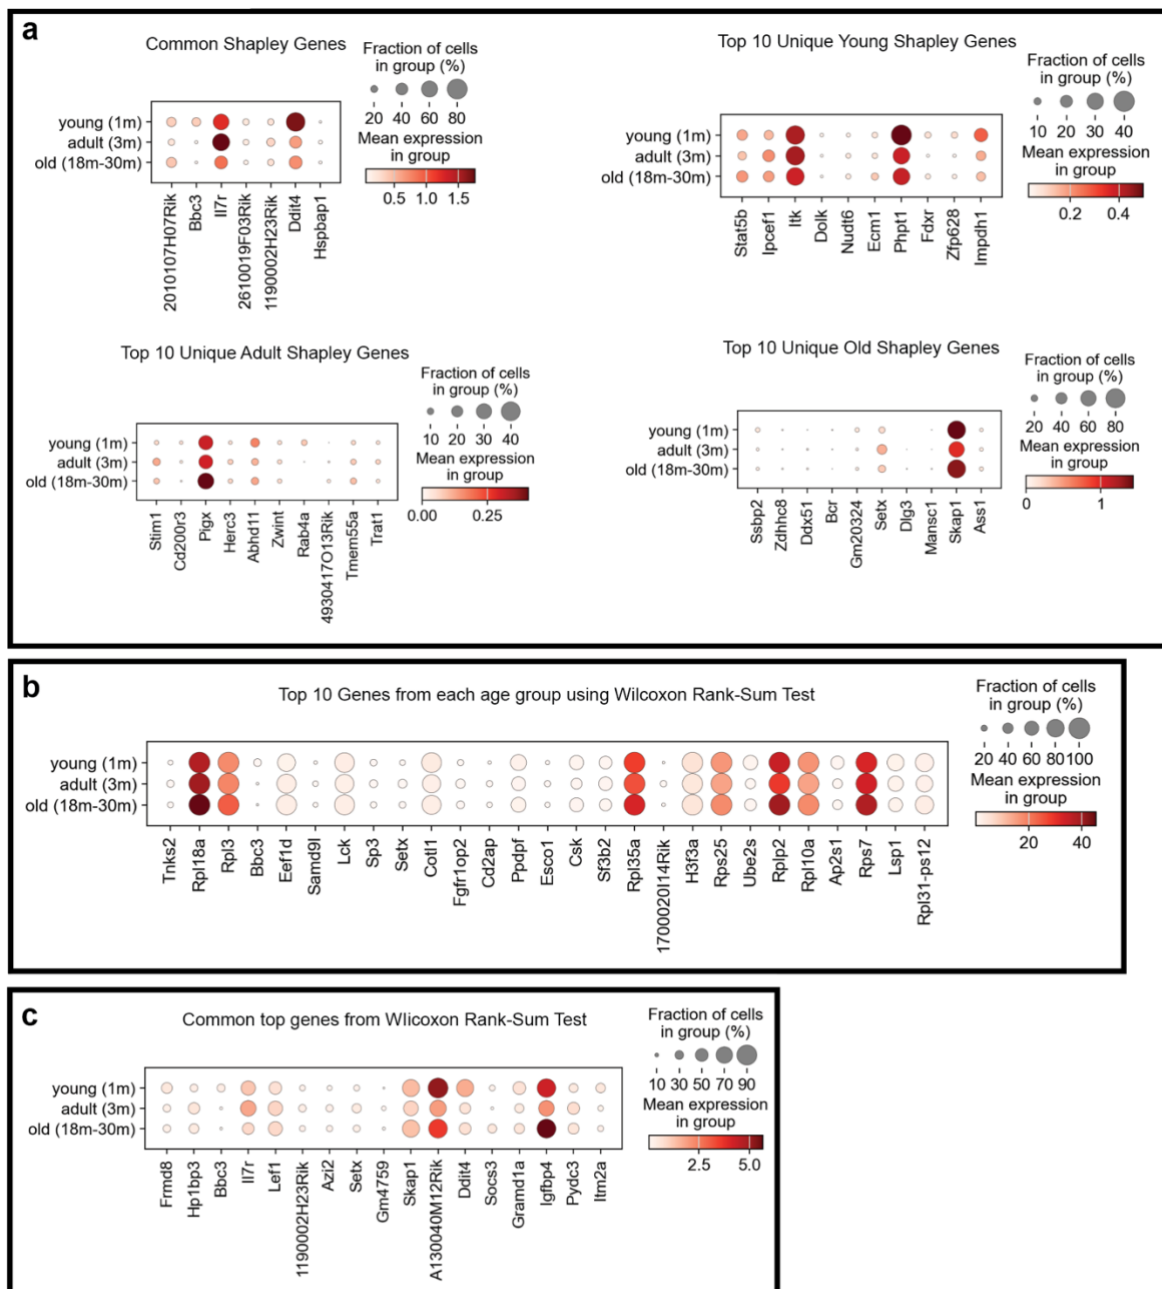 a
Common Shapley Genes
Fraction of cells
in group (%)
20 40 60 80
Mean expression
in group
0.5 1.0 1.5
young (1m)
adult (3m)
old (18m-30m)
2010107H07Rik
Bbc3
Il7r
2610019F03Rik
1190002H23Rik
Ddit4
Hspbap1
Top 10 Unique Young Shapley Genes
Fraction of cells
in group (%)
10 20 30 40
Mean expression
in group
0.2 0.4
young (1m)
adult (3m)
old (18m-30m)
Stat5b
Ipcef1
Itk
Dolk
Nudt6
Ecm1
Phpt1
Fdxr
Zfp628
Impdh1
Top 10 Unique Adult Shapley Genes
Fraction of cells
in group (%)
10 20 30 40
Mean expression
in group
0.00 0.25
young (1m)
adult (3m)
old (18m-30m)
Stim1
Cd200r3
Pigx
Herc3
Abhd11
Zwint
Rab4a
4930417O13Rik
Tmem55a
Trat1
Top 10 Unique Old Shapley Genes
Fraction of cells
in group (%)
20 40 60 80
Mean expression
in group
0 1
young (1m)
adult (3m)
old (18m-30m)
Ssbp2
Zdhhc8
Ddx51
Bcr
Gm20324
Setx
Dlg3
Mansc1
Skap1
Ass1
b
Top 10 Genes from each age group using Wilcoxon Rank-Sum Test
Fraction of cells
in group (%)
20 40 60 80 100
Mean expression
in group
20 40
young (1m)
adult (3m)
old (18m-30m)
Tnks2
Rpl18a
Rpl3
Bbc3
Eef1d
Samd9l
Lck
Sp3
Setx
Cotl1
Fgfr1op2
Cd2ap
Ppdpf
Esco1
Csk
Sf3b2
Rpl35a
1700020I14Rik
H3f3a
Rps25
Ube2s
Rplp2
Rpl10a
Ap2s1
Rps7
Lsp1
Rpl31-ps12
c
Common top genes from Wlicoxon Rank-Sum Test
Fraction of cells
in group (%)
10 30 50 70 90
Mean expression
in group
2.5 5.0
young (1m)
adult (3m)
old (18m-30m)
Frmd8
Hp1bp3
Bbc3
Il7r
Lef1
1190002H23Rik
Azi2
Setx
Gm4759
Skap1
A130040M12Rik
Ddit4
Socs3
Gramd1a
Igfbp4
Pydc3
Itm2a